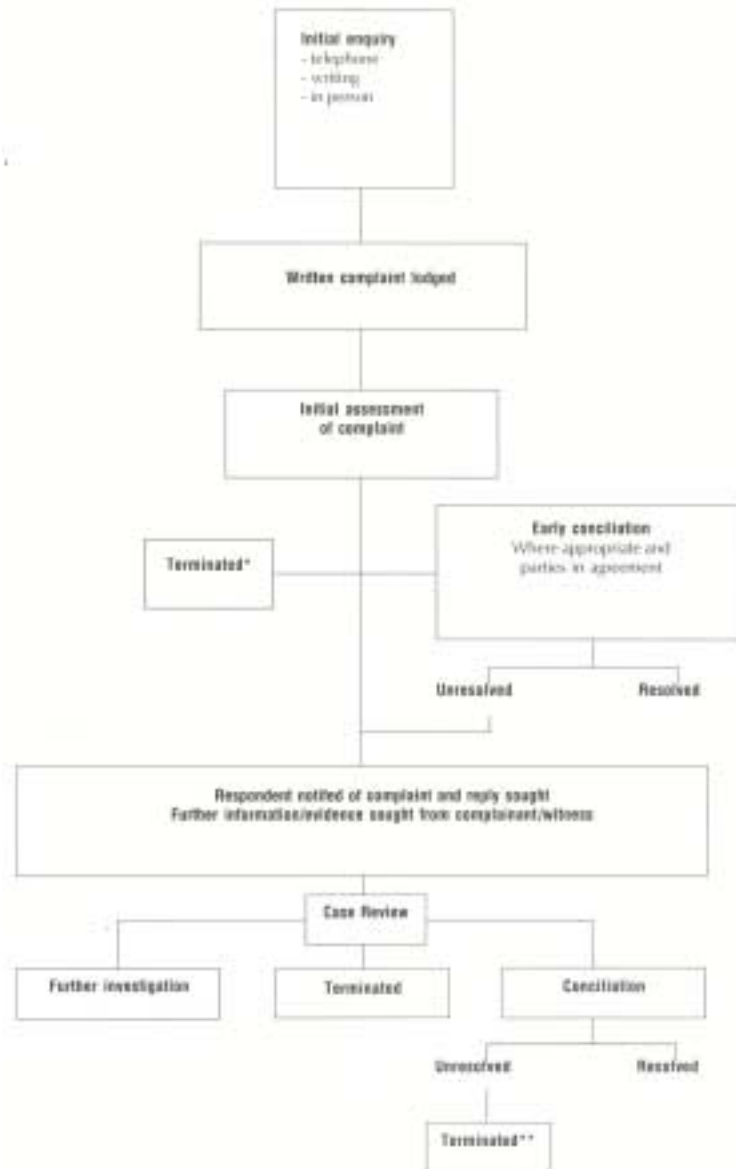 Initial enquiry
- telephone
- writing
- in person
Written complaint lodged
Initial assessment
of complaint
Terminated*
Early conciliation
Where appropriate and
parties in agreement
Unresolved
Resolved
Respondent notifed of complaint and reply sought
Further information/evidence sought from complainant/witness
Case Review
Further investigation
Terminated
Conciliation
Unresolved
Resolved
Terminated**